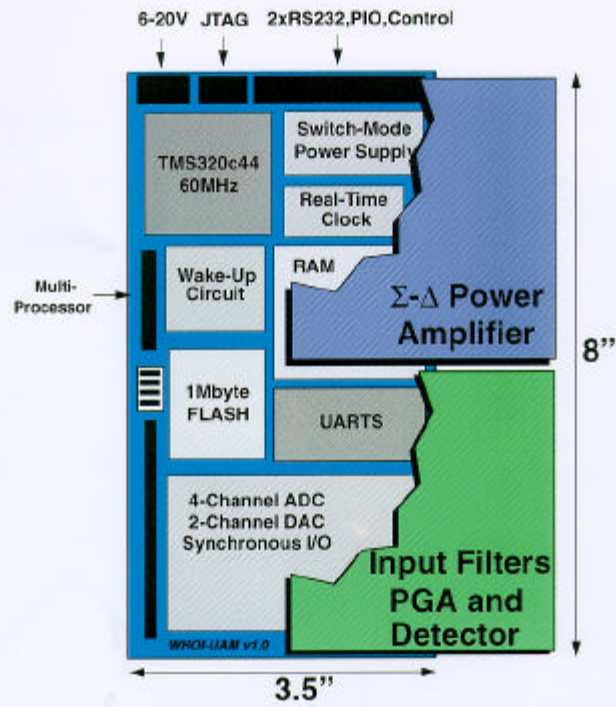 6-20V JTAG 2xRS232,PIO,Control
TMS320c44
60MHz
Switch-Mode
Power Supply
Real-Time
Clock
Multi-
Processor
Wake-Up
Circuit
RAM
Σ-Δ Power
Amplifier
8”
1Mbyte
FLASH
UARTS
4-Channel ADC
2-Channel DAC
Synchronous I/O
Input Filters
PGA and
Detector
WHOI-UAM v1.0
3.5”